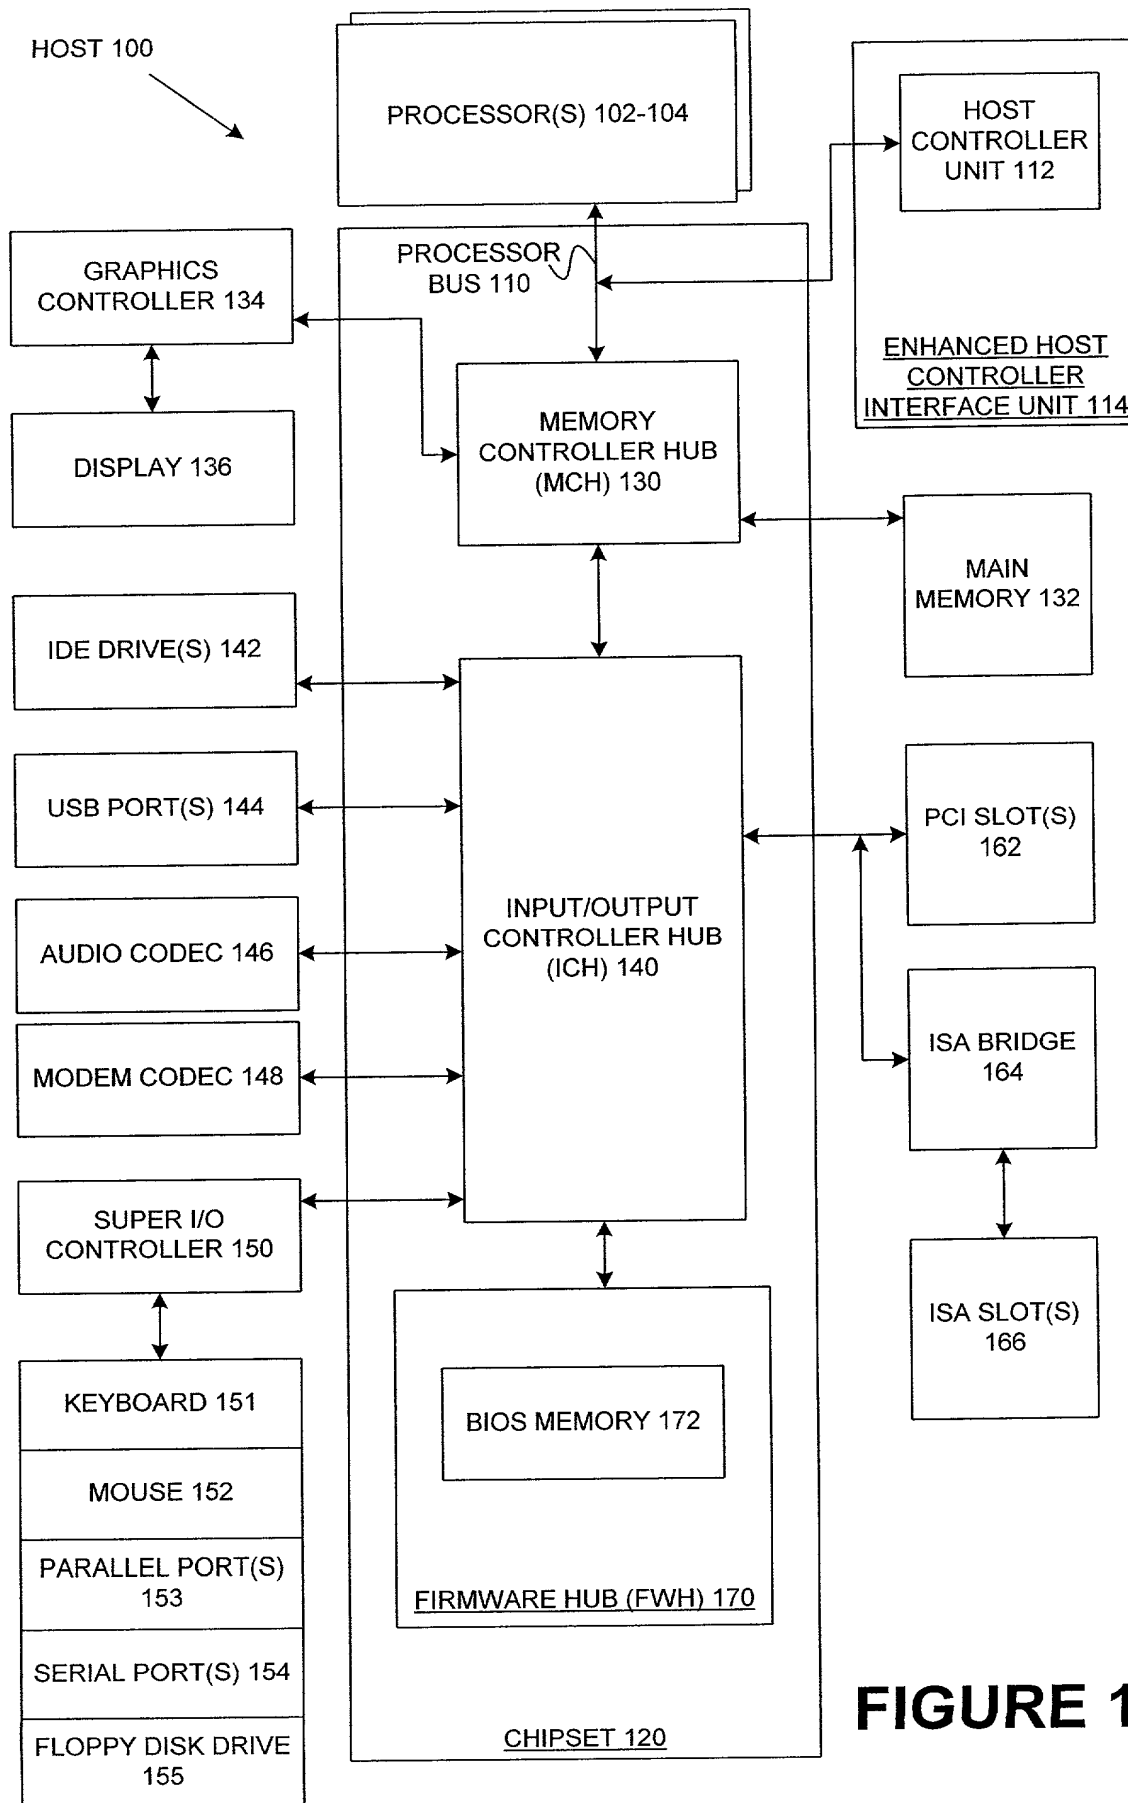 HOST 100
PROCESSOR(S) 102-104
HOST
CONTROLLER
UNIT 112
ENHANCED HOST
CONTROLLER
INTERFACE UNIT 114
PROCESSOR
BUS 110
GRAPHICS
CONTROLLER 134
DISPLAY 136
MEMORY
CONTROLLER HUB
(MCH) 130
MAIN
MEMORY 132
IDE DRIVE(S) 142
USB PORT(S) 144
AUDIO CODEC 146
MODEM CODEC 148
SUPER I/O
CONTROLLER 150
INPUT/OUTPUT
CONTROLLER HUB
(ICH) 140
PCI SLOT(S)
162
ISA BRIDGE
164
ISA SLOT(S)
166
KEYBOARD 151
MOUSE 152
PARALLEL PORT(S)
153
SERIAL PORT(S) 154
FLOPPY DISK DRIVE
155
BIOS MEMORY 172
FIRMWARE HUB (FWH) 170
CHIPSET 120
FIGURE 1